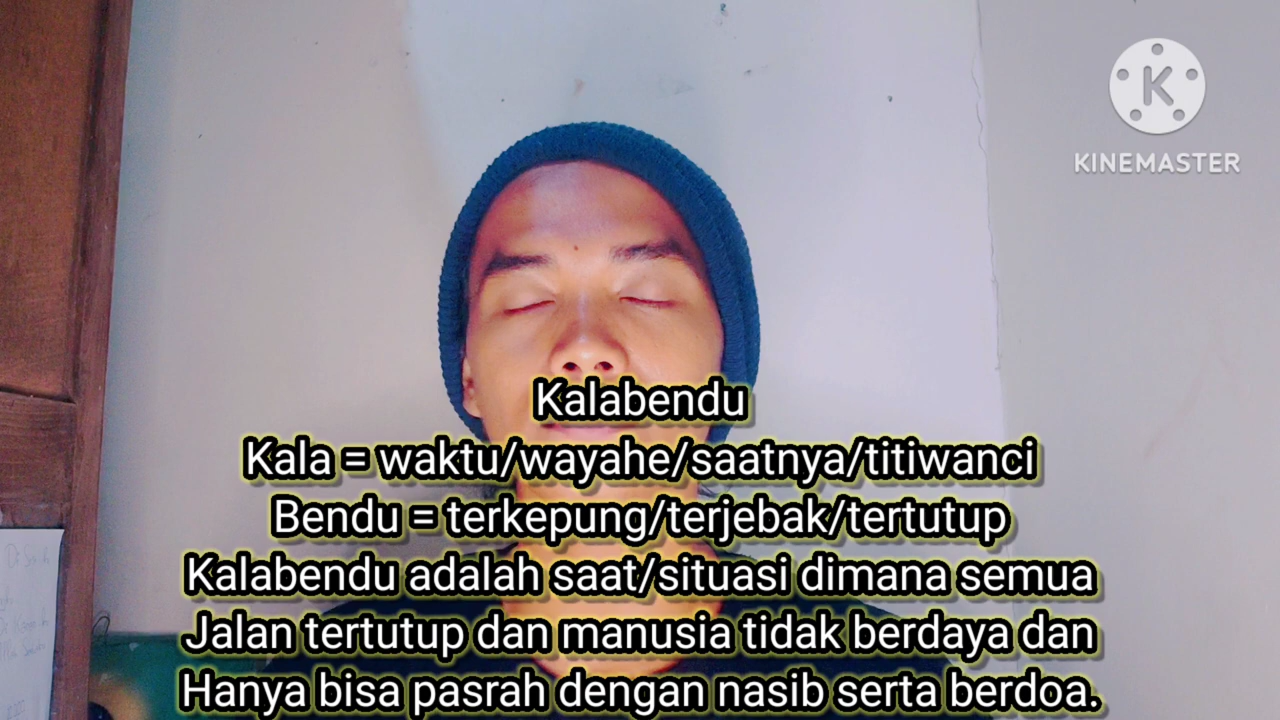 KINEMASTER
Kalabendu
Kala = waktu/wayahe/saatnya/titiwanci
Bendu = terkepung/terjebak/tertutup
Kalabendu adalah saat/situasi dimana semua
Jalan tertutup dan manusia tidak berdaya dan
Hanya bisa pasrah dengan nasib serta berdoa.